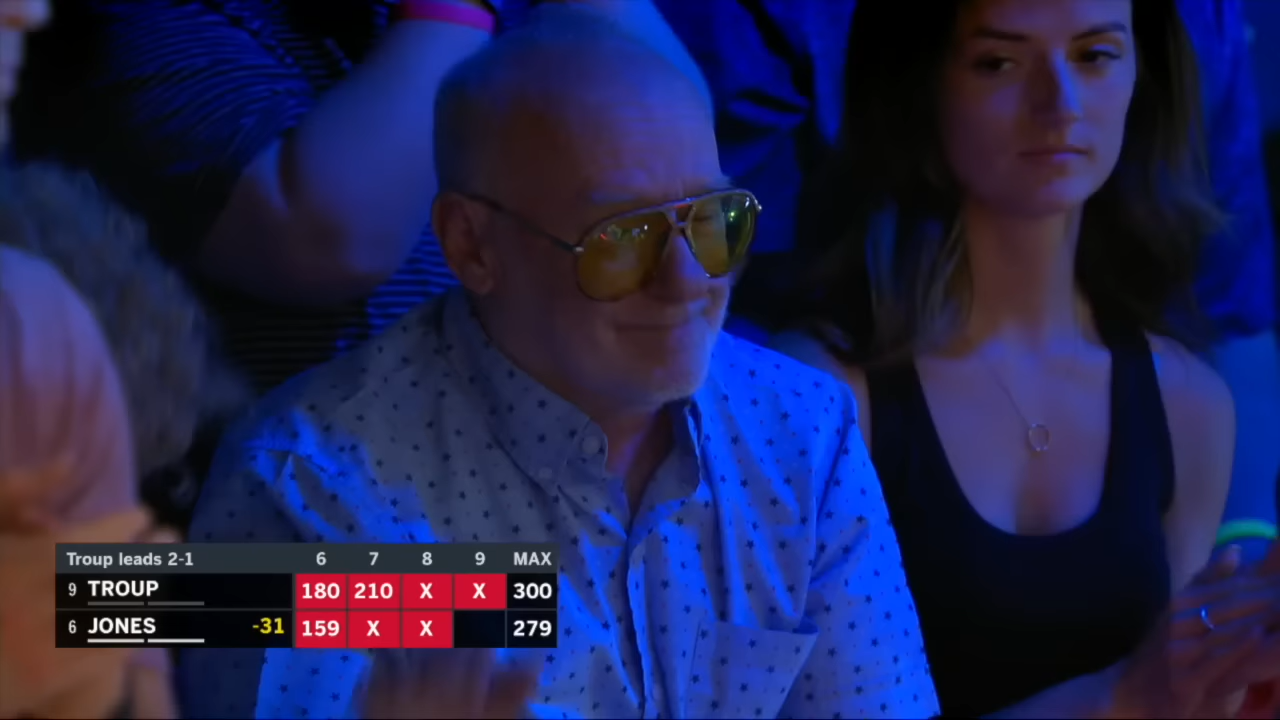 Troup leads 2-1 6 7 8 9 MAX
9 TROUP 180 210 X X 300
6 JONES -31 159 X X 279